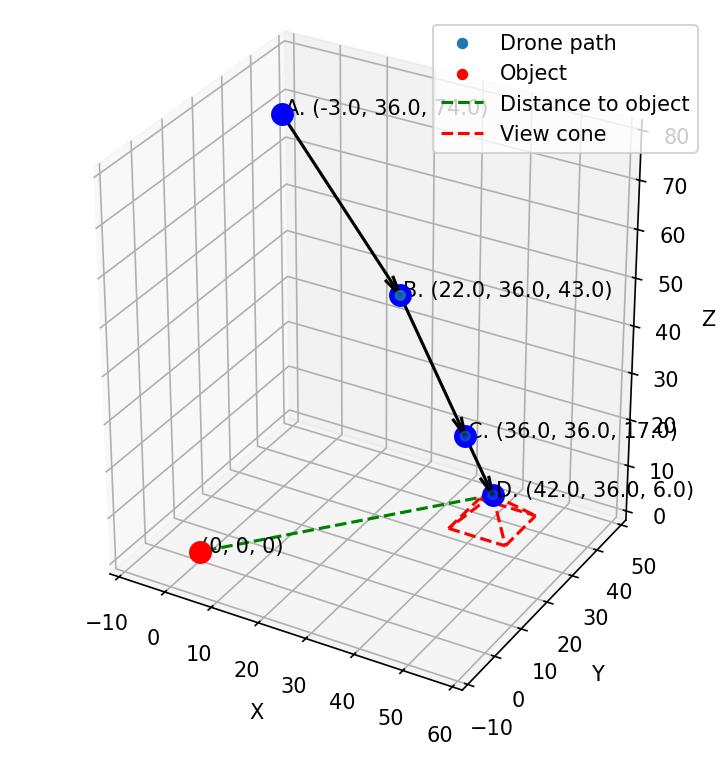 Drone path
Object
Distance to object
View cone
A. (-3.0, 36.0, 74.0)
B. (22.0, 36.0, 43.0)
C. (36.0, 36.0, 17.0)
D. (42.0, 36.0, 6.0)
(0, 0, 0)
80
70
60
50
40
30
20
10
0
Z
−10
0
10
20
30
40
50
60
X
−10
0
10
20
30
40
50
Y